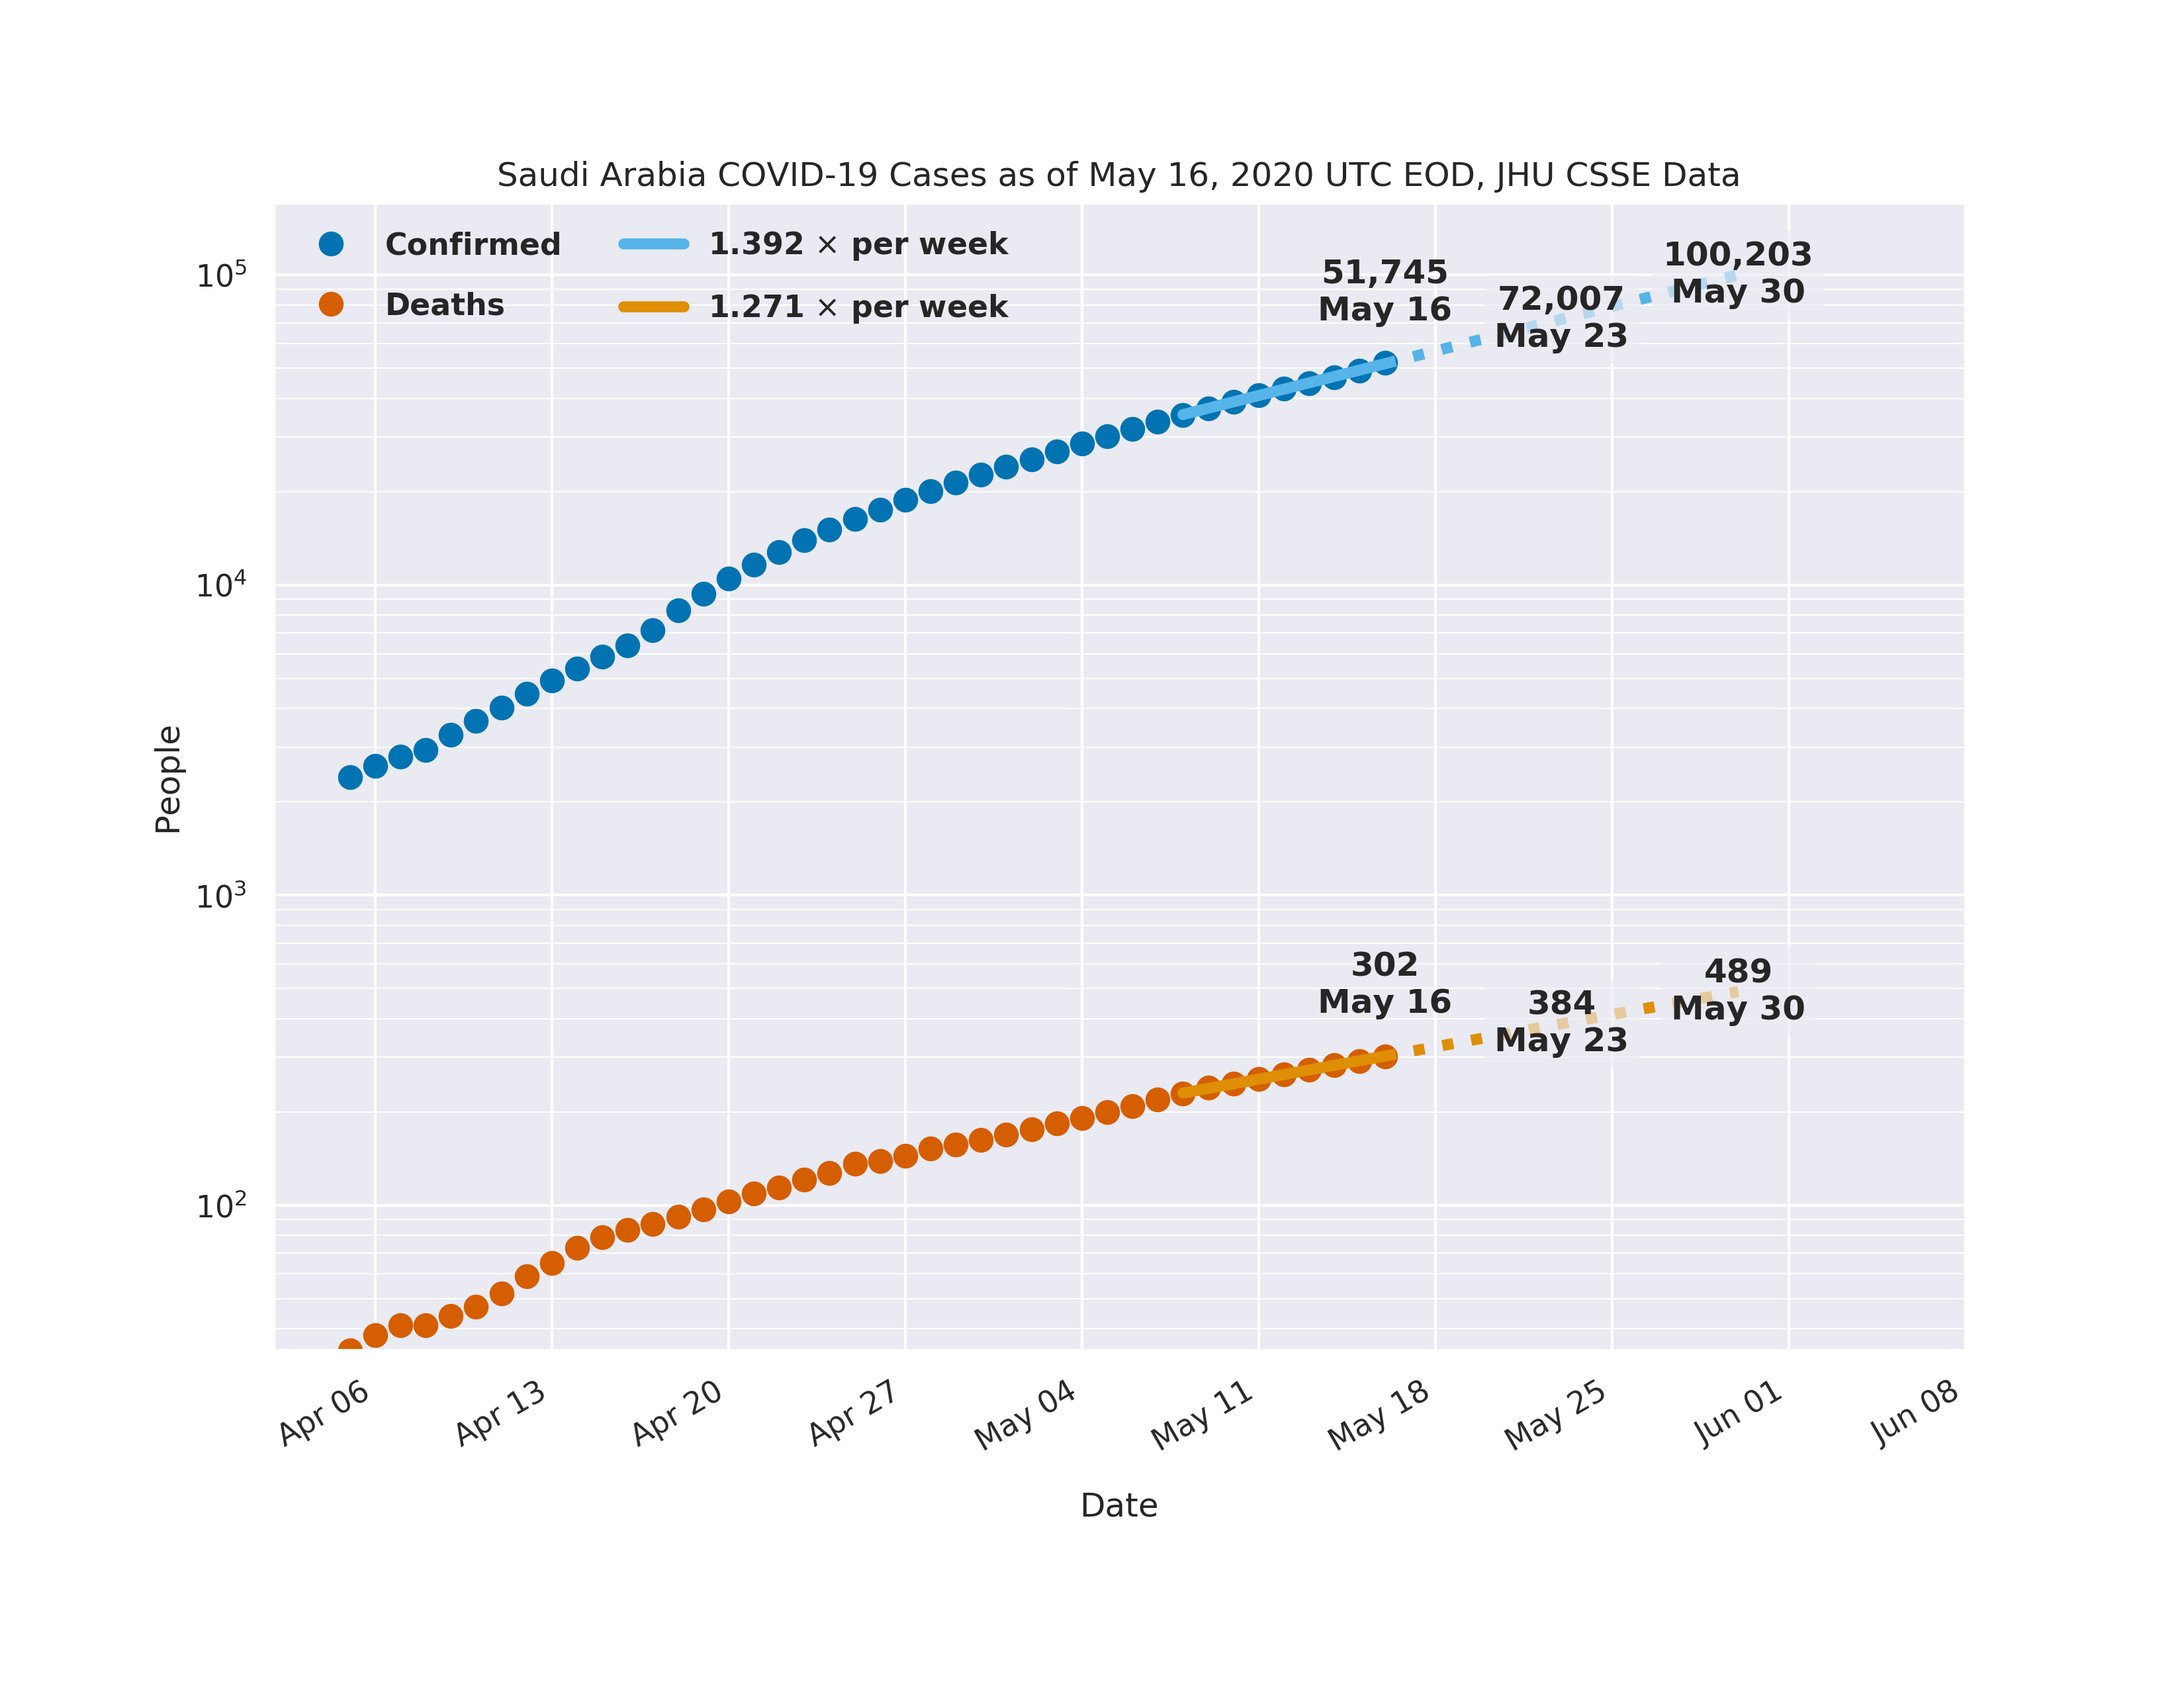 Saudi Arabia COVID-19 Cases as of May 16, 2020 UTC EOD, JHU CSSE Data
Confirmed
Deaths
1.392 × per week
1.271 × per week
51,745
May 16
72,007
May 23
100,203
May 30
302
May 16
384
May 23
489
May 30
10⁵
10⁴
10³
10²
People
Apr 06
Apr 13
Apr 20
Apr 27
May 04
May 11
May 18
May 25
Jun 01
Jun 08
Date